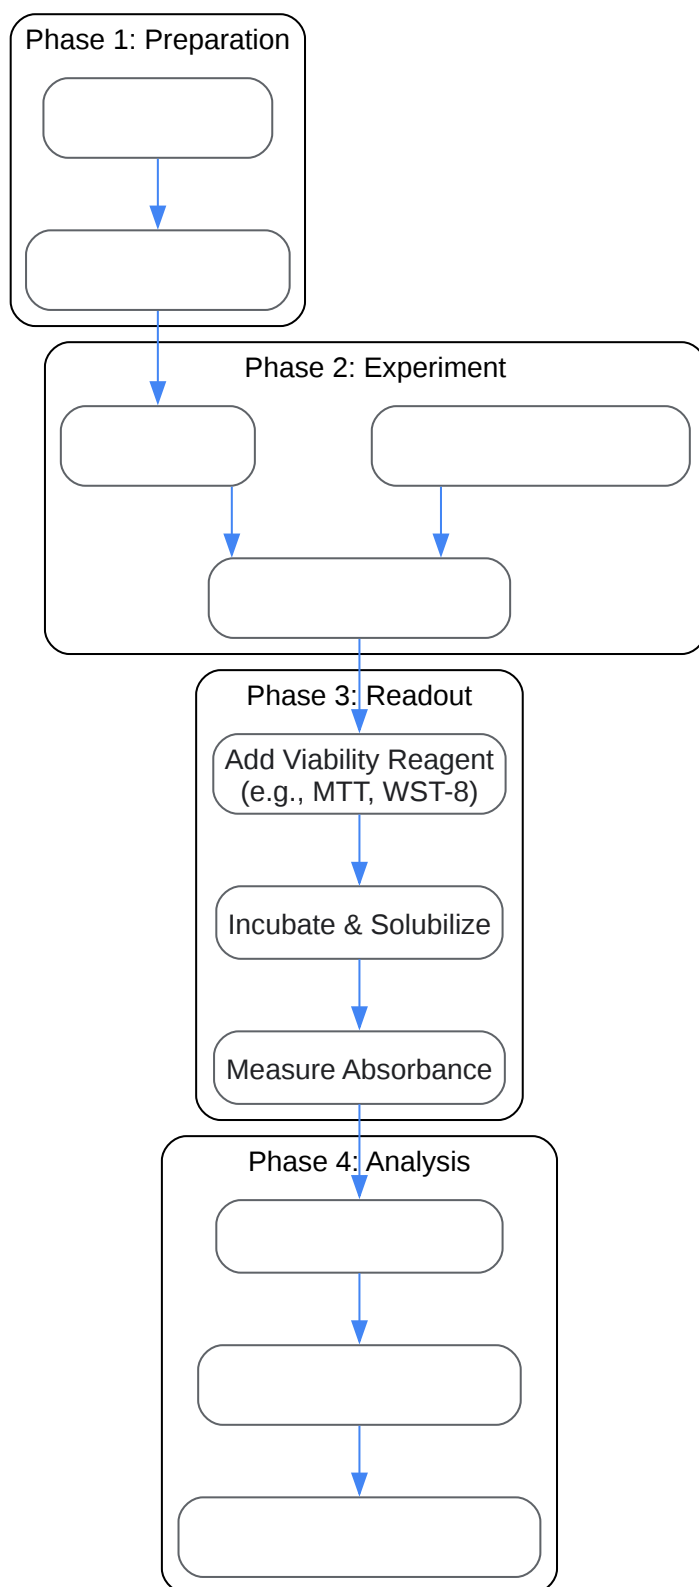 Phase 1: Preparation
Phase 2: Experiment
Phase 3: Readout
Add Viability Reagent
(e.g., MTT, WST-8)
Incubate & Solubilize
Measure Absorbance
Phase 4: Analysis